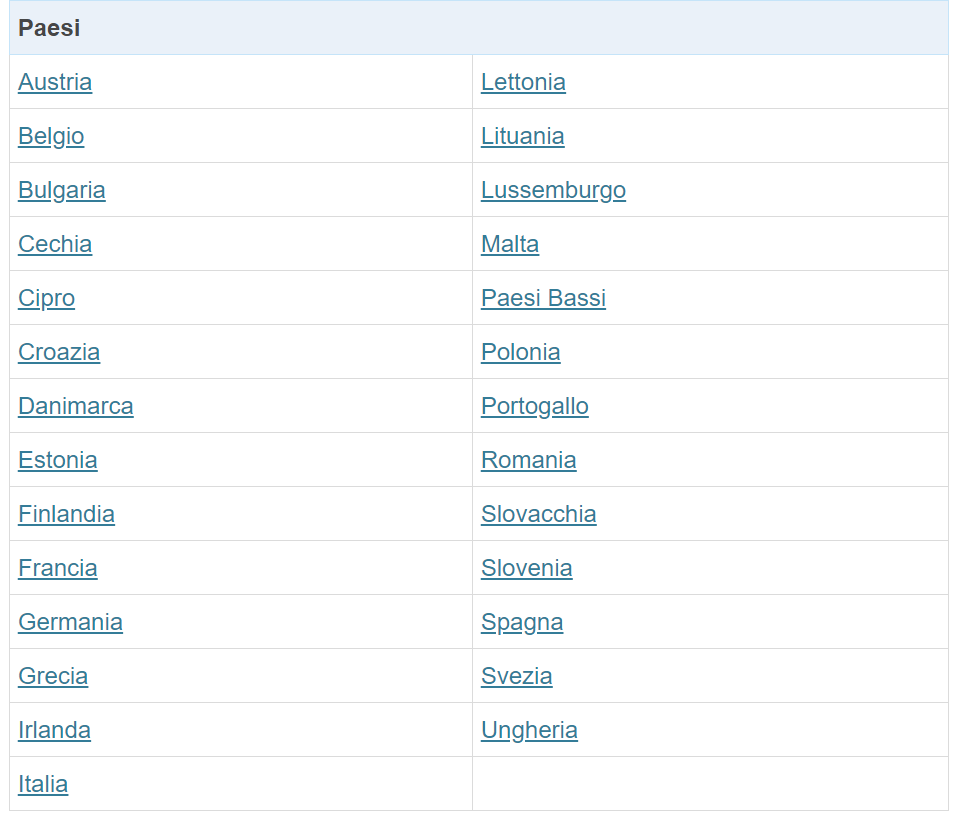 Paesi
Austria Lettonia
Belgio Lituania
Bulgaria Lussemburgo
Cechia Malta
Cipro Paesi Bassi
Croazia Polonia
Danimarca Portogallo
Estonia Romania
Finlandia Slovacchia
Francia Slovenia
Germania Spagna
Grecia Svezia
Irlanda Ungheria
Italia